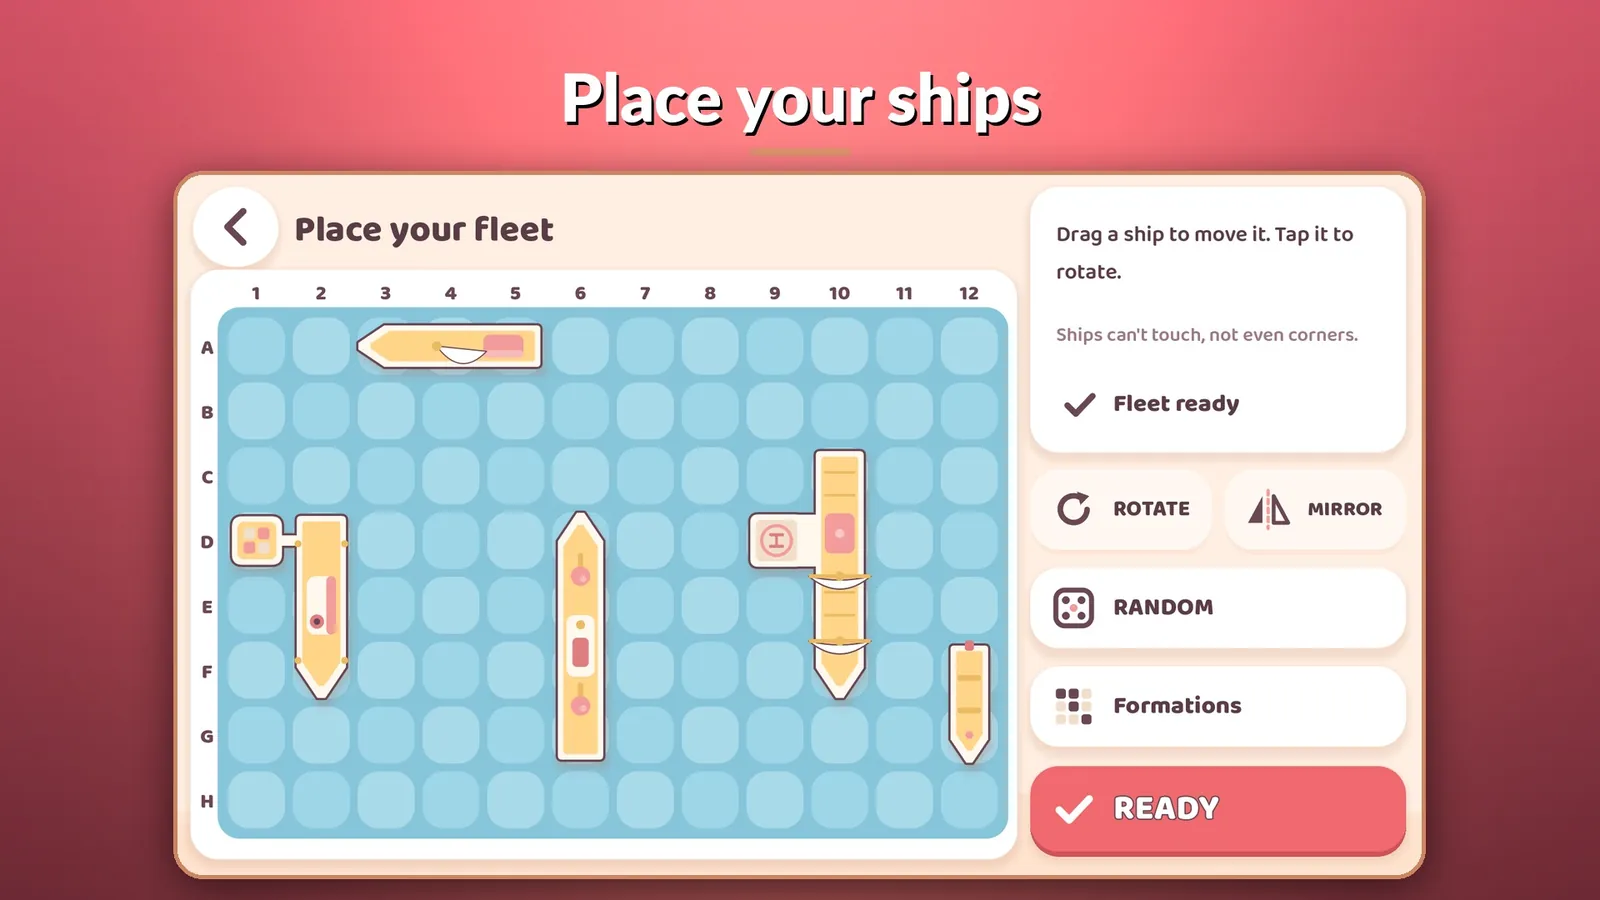 Place your ships
Place your fleet
1 2 3 4 5 6 7 8 9 10 11 12
A
B
C
D
E
F
G
H
Drag a ship to move it. Tap it to
rotate.
Ships can't touch, not even corners.
Fleet ready
ROTATE
MIRROR
RANDOM
Formations
READY